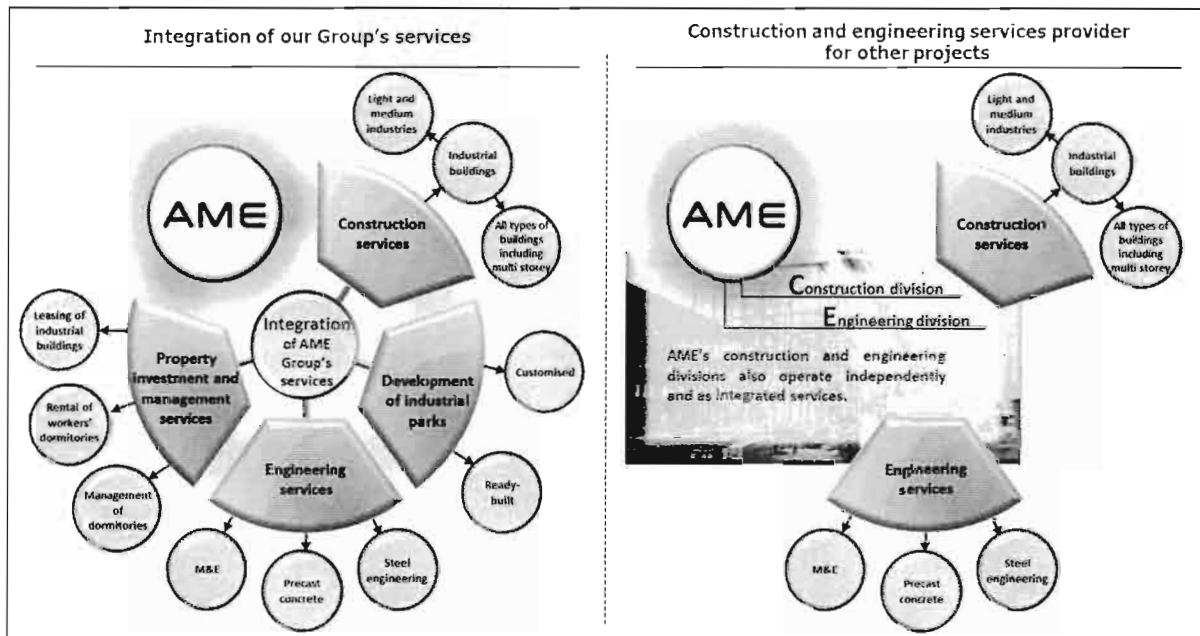 Integration of our Group's services
Light and
medium
industries
Industrial
buildings
All types of
buildings
including
multi storey
AME
Construction
services
Leasing of
industrial
buildings
Property
investment and
management
services
Integration
of AME
Group's
services
Development
of industrial
parks
Customised
Rental of
workers'
dormitories
Engineering
services
Ready-
built
Management
of
dormitories
M&E
Precast
concrete
Steel
engineering
Construction and engineering services provider
for other projects
Light and
medium
industries
Industrial
buildings
All types of
buildings
including
multi storey
AME
Construction
services
Construction division
Engineering division
AME's construction and engineering
divisions also operate independently
and as integrated services.
Engineering
services
M&E
Precast
concrete
Steel
engineering